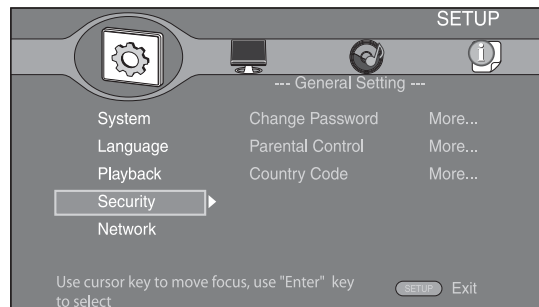 SETUP
--- General Setting ---
System Change Password More...
Language Parental Control More...
Playback Country Code More...
Security
Network
Use cursor key to move focus, use "Enter" key
to select
SETUP Exit